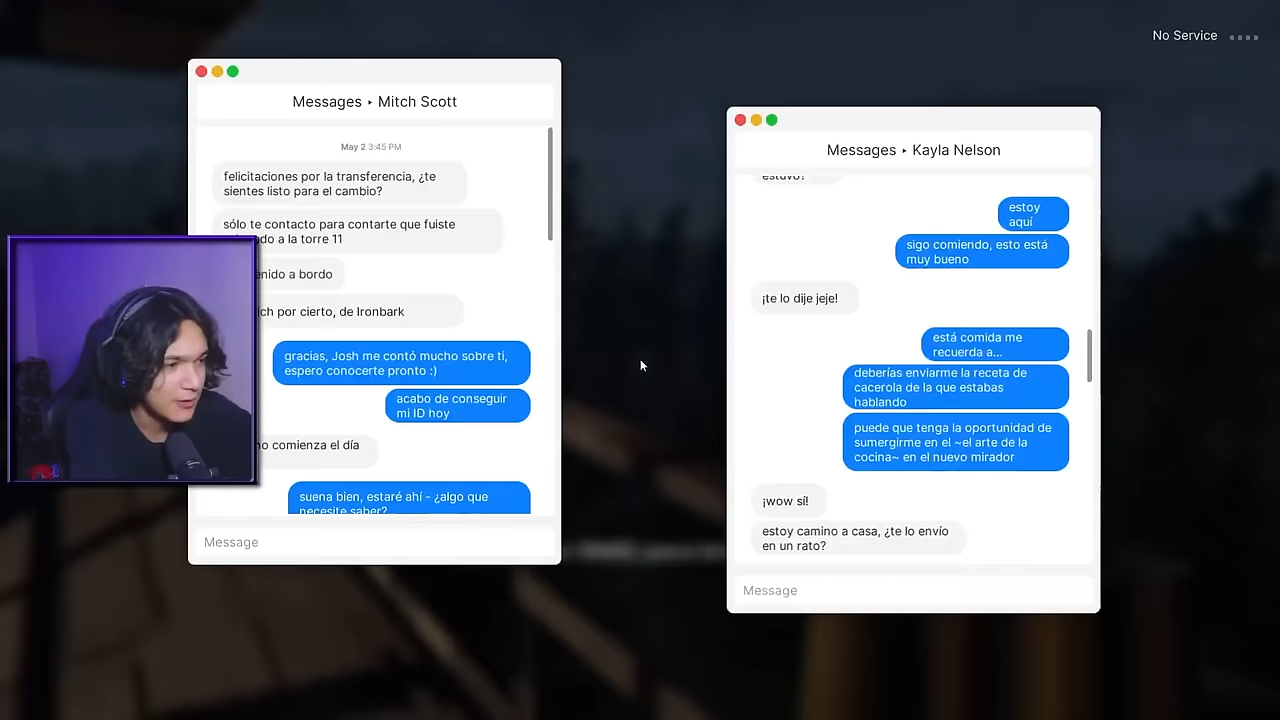 No Service
Messages ‣ Mitch Scott
May 2 3:45 PM
felicitaciones por la transferencia, ¿te
sientes listo para el cambio?
sólo te contacto para contarte que fuiste
a la torre 11
a bordo
por cierto, de Ironbark
gracias, Josh me contó mucho sobre ti,
espero conocerte pronto :)
acabo de conseguir
mi ID hoy
comienza el día
suena bien, estaré ahí - ¿algo que
necesite saber?
Message
Messages ‣ Kayla Nelson
estuvo?
estoy
aquí
sigo comiendo, esto está
muy bueno
¡te lo dije jeje!
está comida me
recuerda a...
deberías enviarme la receta de
cacerola de la que estabas
hablando
puede que tenga la oportunidad de
sumergirme en el ~el arte de la
cocina~ en el nuevo mirador
¡wow sí!
estoy camino a casa, ¿te lo envío
en un rato?
Message